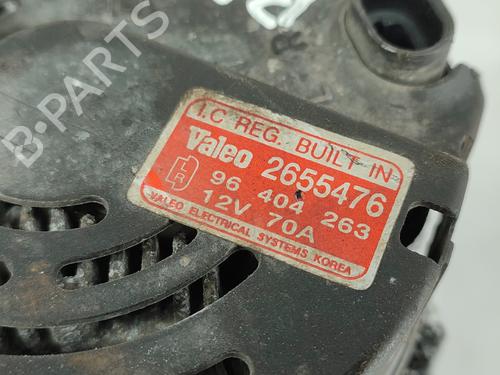 B-PARTS
I.C REG. BUILT IN
Valeo 2655476
L R 96 404 263
12V 70A
VALEO ELECTRICAL SYSTEMS KOREA